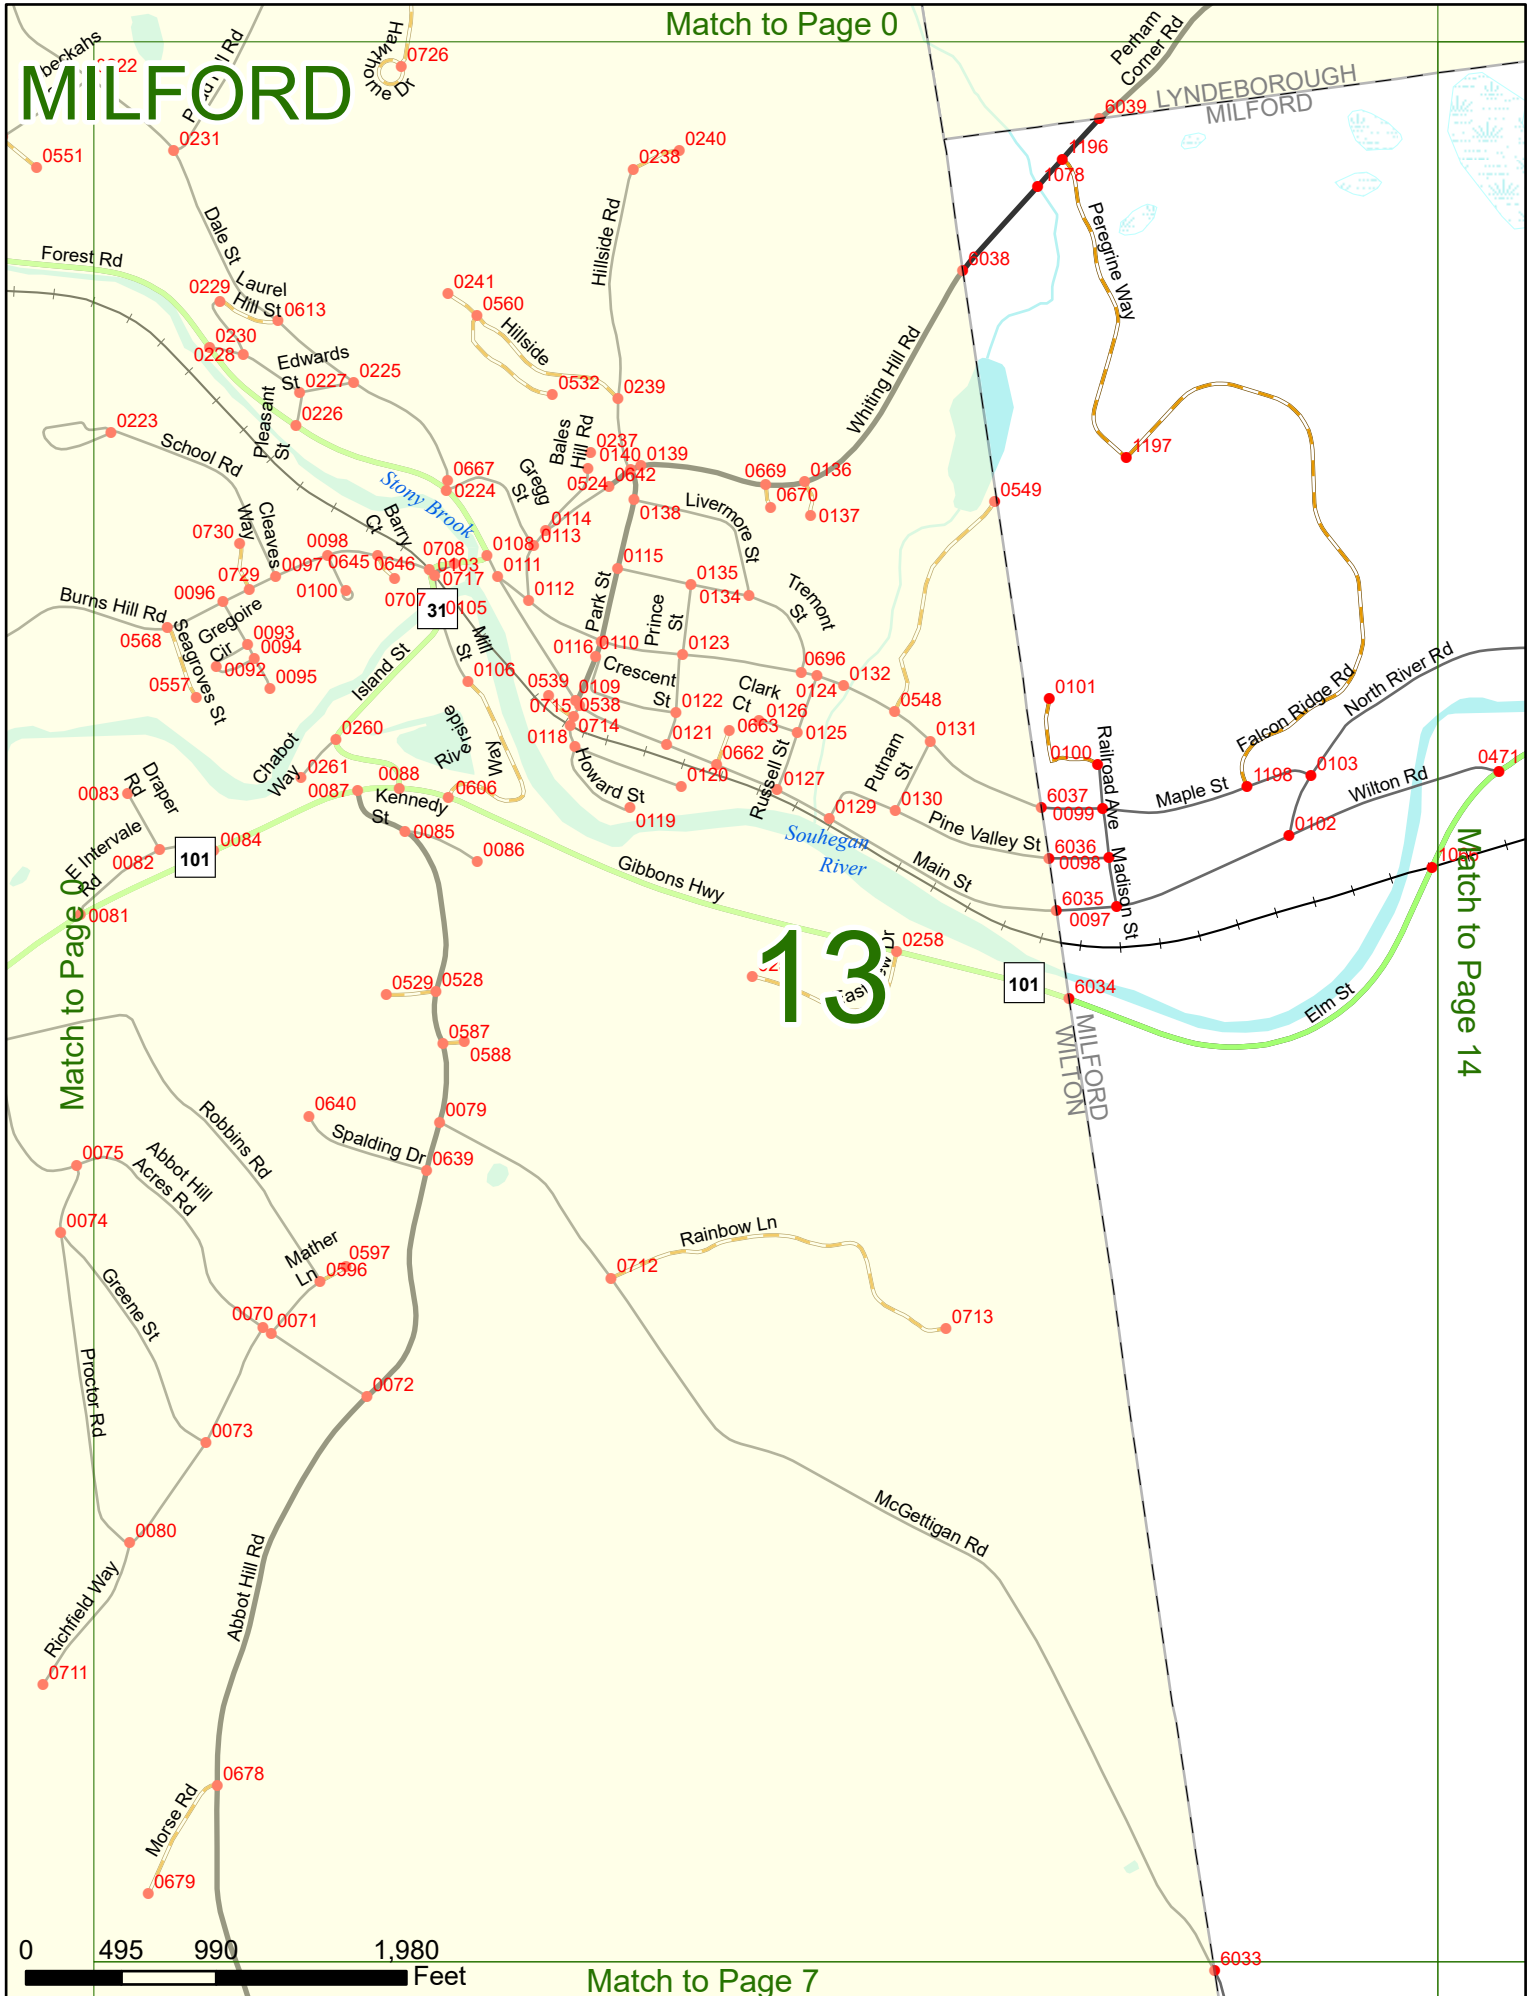 Match to Page 0
MILFORD
Hawthorne Dr
0726
Perham
Corner Rd
6039
LYNDEBOROUGH
MILFORD
0231
0551
0240
0238
1196
1078
Dale St
Hillside Rd
Peregrine Way
Forest Rd
6038
Laurel
Hill St
0229
0613
0241
0560
Hillside
0230
0228
Edwards
St
0227
0225
0532
0239
Whiting Hill Rd
0226
Pleasant
St
0223
School Rd
Bales
Hill Rd
0237
0140
0139
1197
0667
0224
Gregg
St
0524
0642
0669
0136
0670
0137
0549
Stony Brook
0138
Livermore St
Cleaves
Way
0730
Barry
Ct
0114
0113
0098
0645
0646
0708
0103
0717
0108
0111
0115
0097
0729
0100
0707
31
0105
0112
0135
0134
Tremont
St
0096
Burns Hill Rd
0568
Gregoire
Cir
0093
0094
0092
0095
Seagroves St
0557
Mill
St
0106
Park St
Prince
St
0116
0110
0123
Crescent
St
0696
0124
0132
Island St
0539
0109
0538
0715
0714
0118
0122
Clark
Ct
0126
0663
0125
0548
0101
Falcon Ridge Rd
North River Rd
0260
Riverside
Way
0121
0662
0131
0100
Railroad Ave
0471
Chabot
Way
0261
0088
0087
Kennedy
St
0606
Howard St
0120
0119
Russell St
0127
Putnam
St
0129
0130
6037
0099
Maple St
1198
0103
Wilton Rd
0083
Draper
Rd
0085
0086
Pine Valley St
6036
0098
0102
E Intervale
Rd
0082
101
0084
Gibbons Hwy
Souhegan
River
Main St
Madison St
0081
6035
0097
Match to Page 0
Match to Page 14
13
0258
101
6034
Elm St
0529
0528
0587
0588
MILFORD
WILTON
0640
Spalding Dr
0079
0639
Robbins Rd
0075
Abbot Hill
Acres Rd
0074
Mather
Ln
0597
0596
0712
Rainbow Ln
0713
Greene St
0070
0071
Proctor Rd
0072
0073
McGettigan Rd
0080
Richfield Way
Abbot Hill Rd
0711
0678
Morse Rd
0679
6033
0 495 990 1,980
Feet
Match to Page 7